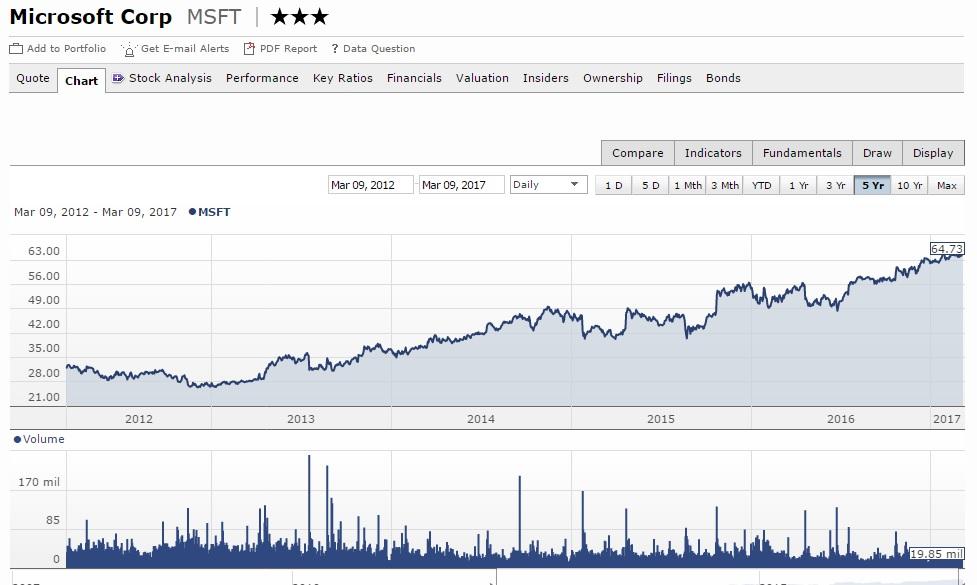 Microsoft Corp MSFT | ★★★
Add to Portfolio Get E-mail Alerts PDF Report ? Data Question
Quote Chart Stock Analysis Performance Key Ratios Financials Valuation Insiders Ownership Filings Bonds
Compare Indicators Fundamentals Draw Display
Mar 09, 2012 - Mar 09, 2017 Daily 1 D 5 D 1 Mth 3 Mth YTD 1 Yr 3 Yr 5 Yr 10 Yr Max
Mar 09, 2012 - Mar 09, 2017 MSFT
64.73
63.00
56.00
49.00
42.00
35.00
28.00
21.00
2012 2013 2014 2015 2016 2017
Volume
170 mil
85
19.85 mil
0